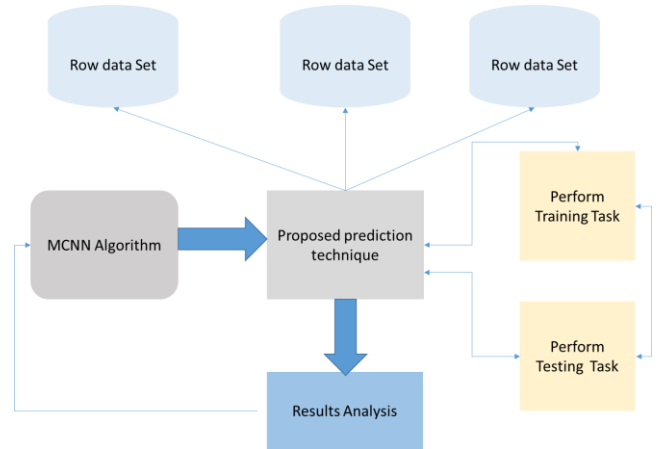 Row data Set
Row data Set
Row data Set
MCNN Algorithm
Proposed prediction
technique
Perform
Training Task
Perform
Testing Task
Results Analysis